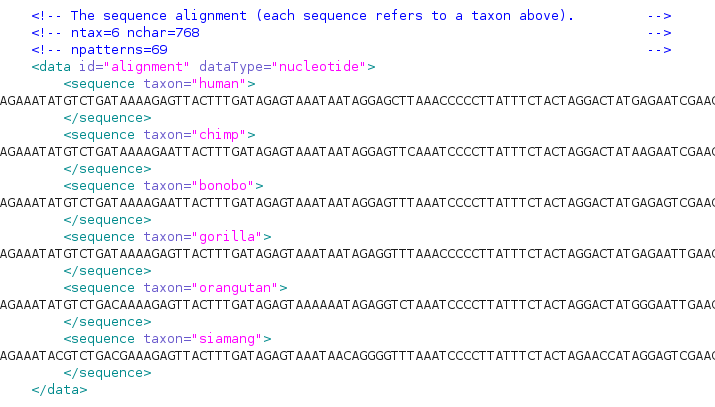 <!-- The sequence alignment (each sequence refers to a taxon above). -->
<!-- ntax=6 nchar=768 -->
<!-- npatterns=69 -->
<data id="alignment" dataType="nucleotide">
<sequence taxon="human">
AGAAATATGTCTGATAAAAGAGTTACTTTGATAGAGTAAATAATAGGAGCTTAAACCCCCTTATTTCTACTAGGACTATGAGAATCGAAC
</sequence>
<sequence taxon="chimp">
AGAAATATGTCTGATAAAAGAATTACTTTGATAGAGTAAATAATAGGAGTTCAAATCCCCTTATTTCTACTAGGACTATAAGAATCGAAC
</sequence>
<sequence taxon="bonobo">
AGAAATATGTCTGATAAAAGAATTACTTTGATAGAGTAAATAATAGGAGTTTAAATCCCCTTATTTCTACTAGGACTATGAGAGTCGAAC
</sequence>
<sequence taxon="gorilla">
AGAAATATGTCTGATAAAAGAGTTACTTTGATAGAGTAAATAATAGAGGTTTAAACCCCCTTATTTCTACTAGGACTATGAGAATTGAAC
</sequence>
<sequence taxon="orangutan">
AGAAATATGTCTGACAAAAGAGTTACTTTGATAGAGTAAAAAATAGAGGTCTAAATCCCCTTATTTCTACTAGGACTATGGGAATTGAAC
</sequence>
<sequence taxon="siamang">
AGAAATACGTCTGACGAAAGAGTTACTTTGATAGAGTAAATAACAGGGGTTTAAATCCCCTTATTTCTACTAGAACCATAGGAGTCGAAC
</sequence>
</data>